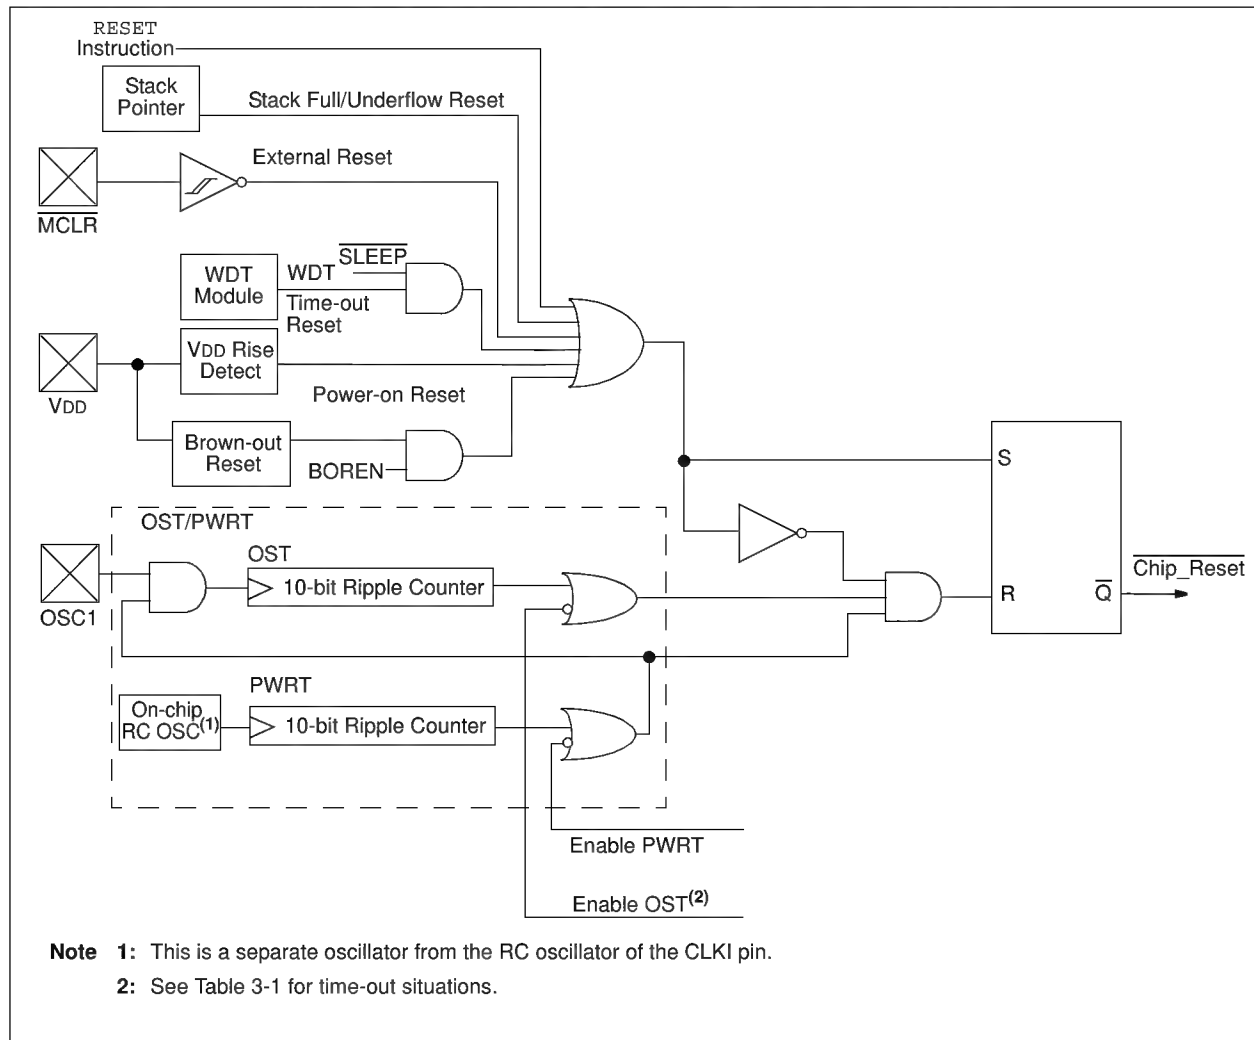 RESET
Instruction
Stack
Pointer
Stack Full/Underflow Reset
External Reset
MCLR
SLEEP
WDT
Module
WDT
Time-out
Reset
VDD Rise
Detect
VDD
Power-on Reset
Brown-out
Reset
BOREN
S
OST/PWRT
OST
10-bit Ripple Counter
OSC1
Chip_Reset
R
Q
PWRT
On-chip
RC OSC(1)
10-bit Ripple Counter
Enable PWRT
Enable OST(2)
Note 1: This is a separate oscillator from the RC oscillator of the CLKI pin.
2: See Table 3-1 for time-out situations.